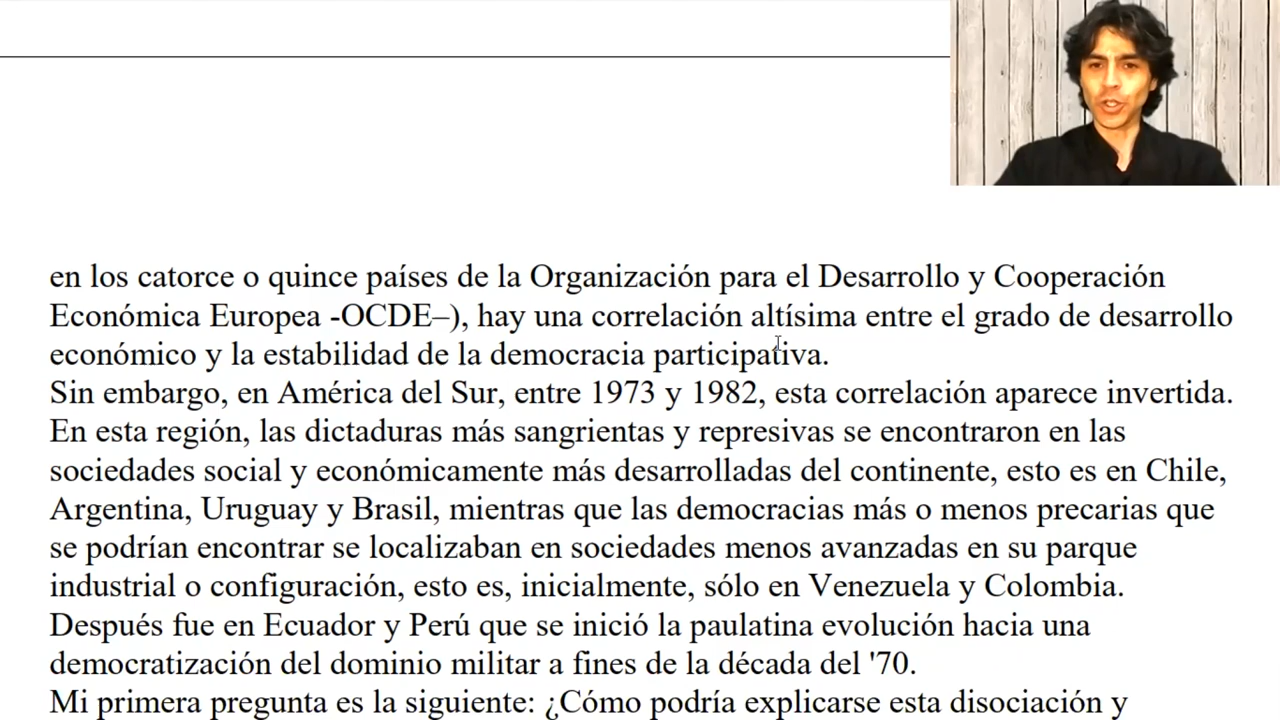 en los catorce o quince países de la Organización para el Desarrollo y Cooperación
Económica Europea -OCDE–), hay una correlación altísima entre el grado de desarrollo
económico y la estabilidad de la democracia participativa.
Sin embargo, en América del Sur, entre 1973 y 1982, esta correlación aparece invertida.
En esta región, las dictaduras más sangrientas y represivas se encontraron en las
sociedades social y económicamente más desarrolladas del continente, esto es en Chile,
Argentina, Uruguay y Brasil, mientras que las democracias más o menos precarias que
se podrían encontrar se localizaban en sociedades menos avanzadas en su parque
industrial o configuración, esto es, inicialmente, sólo en Venezuela y Colombia.
Después fue en Ecuador y Perú que se inició la paulatina evolución hacia una
democratización del dominio militar a fines de la década del '70.
Mi primera pregunta es la siguiente: ¿Cómo podría explicarse esta disociación y